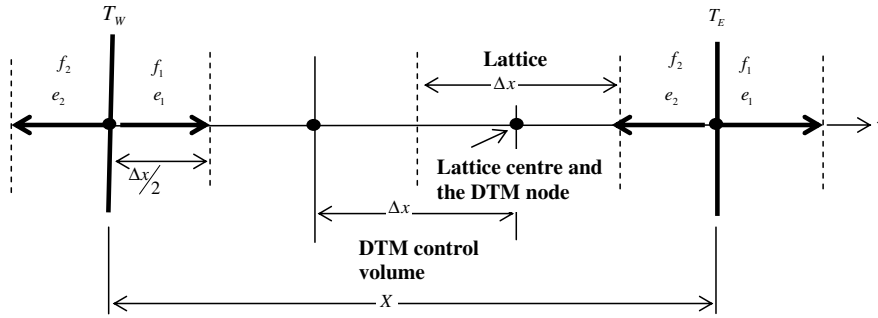 T_W
T_E
f_2
f_1
Lattice
f_2
f_1
e_2
e_1
Δx
e_2
e_1
Δx/2
Lattice centre and
the DTM node
Δx
DTM control
volume
X